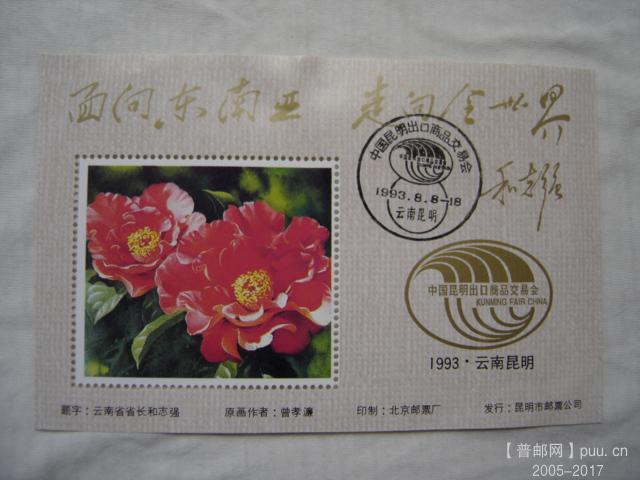 面向东南亚 走向全世界
和志强
中国昆明出口商品交易会
1993.8.8-18
云南昆明
中国昆明出口商品交易会
KUNMING FAIR CHINA
1993·云南昆明
题字：云南省省长和志强 原画作者：曾孝濂 印制：北京邮票厂 发行：昆明市邮票公司
【普邮网】puu.cn
2005-2017